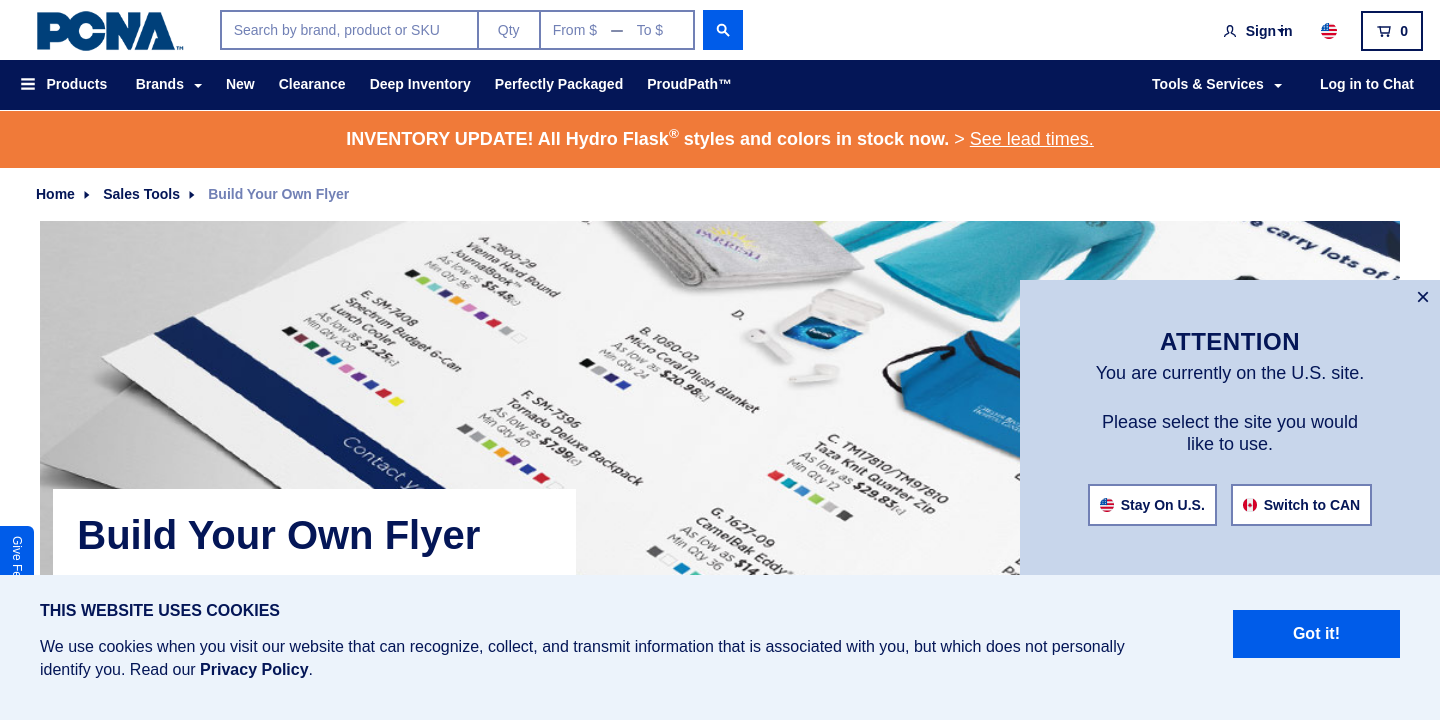 PCNA™
Search by brand, product or SKU
Qty
From $ — To $
Sign In
0
Products
Brands
New
Clearance
Deep Inventory
Perfectly Packaged
ProudPath™
Tools & Services
Log in to Chat
INVENTORY UPDATE! All Hydro Flask® styles and colors in stock now. > See lead times.
Home
Sales Tools
Build Your Own Flyer
A. 2800-29
Vienna Hard Bound
JournalBook™
As low as $5.48(c)
Min Qty 96
E. SM-7408
Spectrum Budget 6-Can
Lunch Cooler
As low as $2.25(c)
Min Qty 200
D.
B. 1080-02
Micro Coral Plush Blanket
As low as $20.98(c)
Min Qty 24
F. SM-7596
Tornado Deluxe Backpack
As low as $7.99(c)
Min Qty 40
C. TM17810/TM97810
Taza Knit Quarter Zip
As low as $29.83(c)
Min Qty 12
G. 1627-09
CamelBak Eddy®
As low as $14.
Min Qty 36
Contact y
carry lots of
×
ATTENTION
You are currently on the U.S. site.
Please select the site you would
like to use.
Stay On U.S.
Switch to CAN
Build Your Own Flyer
Give Fe
THIS WEBSITE USES COOKIES
We use cookies when you visit our website that can recognize, collect, and transmit information that is associated with you, but which does not personally
identify you. Read our Privacy Policy.
Got it!